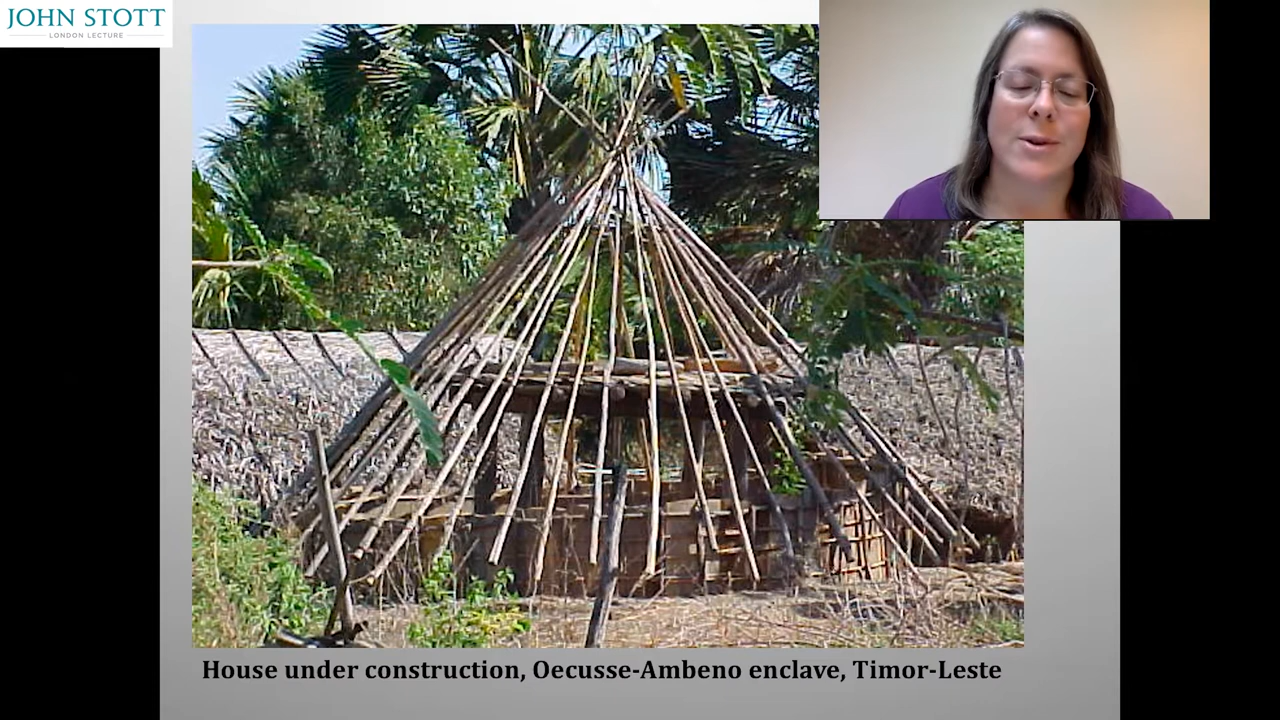 JOHN STOTT
LONDON LECTURE
House under construction, Oecusse-Ambeno enclave, Timor-Leste